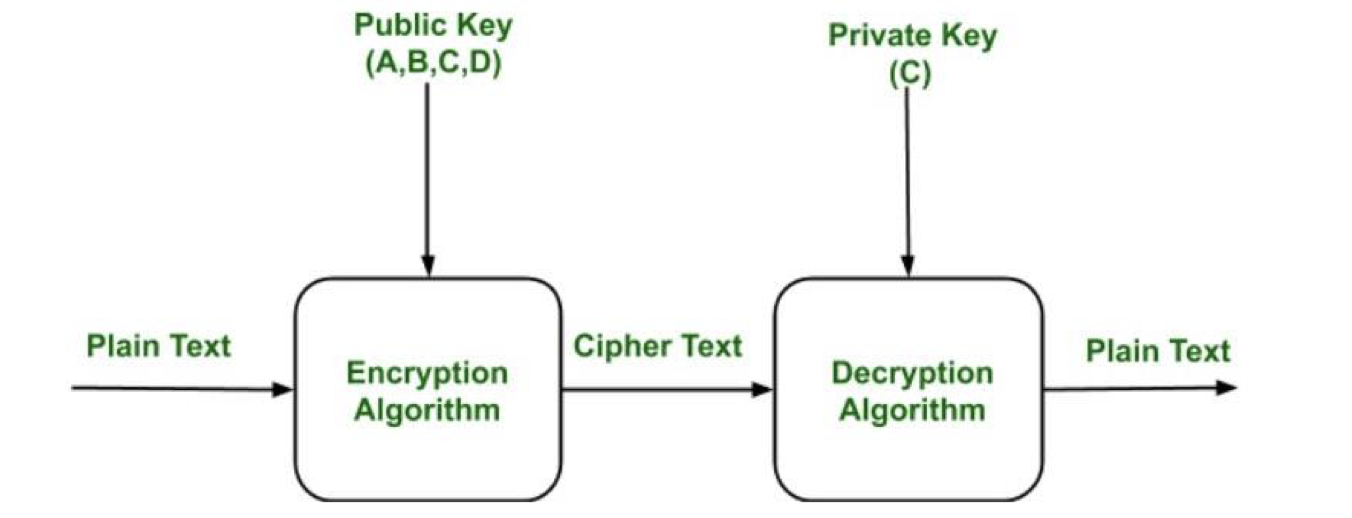 Public Key
(A,B,C,D)
Private Key
(C)
Plain Text
Encryption
Algorithm
Cipher Text
Decryption
Algorithm
Plain Text